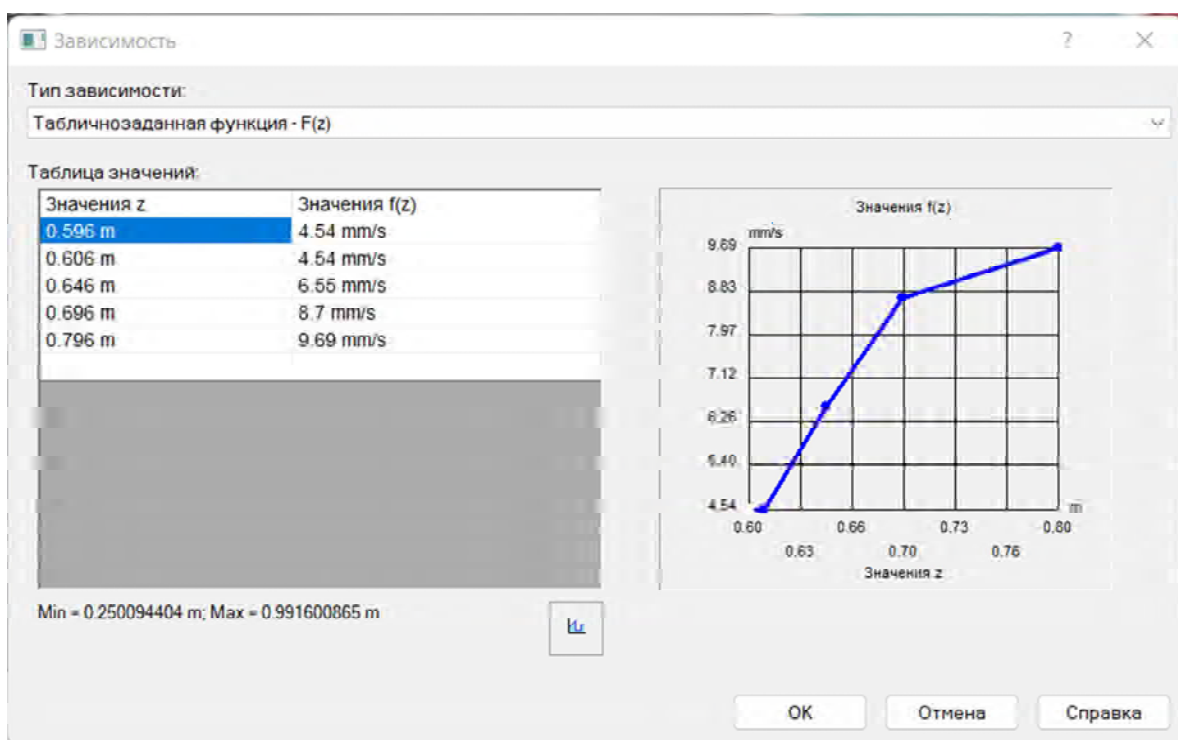 Зависимость
Тип зависимости:
Табличнозаданная функция - F(z)
Таблица значений:
Значения z Значения f(z)
0.596 m 4.54 mm/s
0.606 m 4.54 mm/s
0.646 m 6.55 mm/s
0.696 m 8.7 mm/s
0.796 m 9.69 mm/s
Min = 0.250094404 m; Max = 0.991600865 m
Значения f(z)
mm/s
9.69
8.83
7.97
7.12
6.26
5.40
4.54
m
0.60 0.66 0.73 0.80
0.63 0.70 0.76
Значения z
OK Отмена Справка